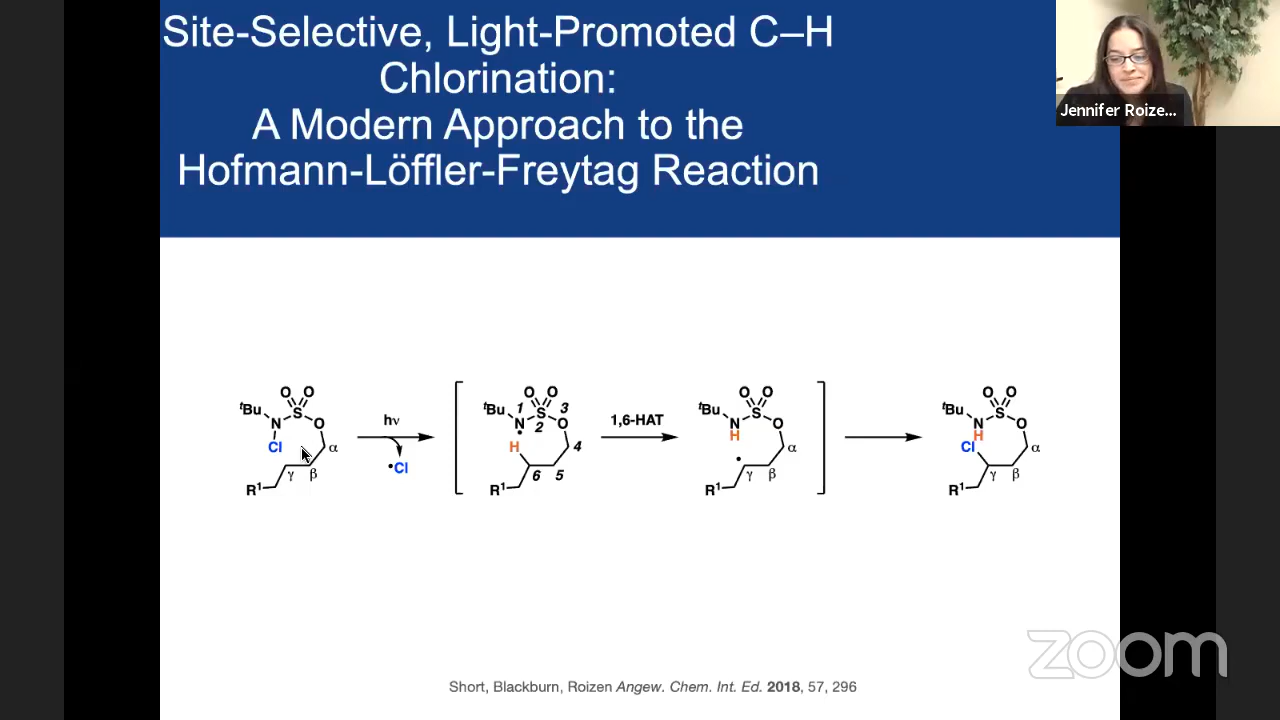 Site-Selective, Light-Promoted C–H
Chlorination:
A Modern Approach to the
Hofmann-Löffler-Freytag Reaction
Jennifer Roize...
O O
ᵗBu N S O
Cl
α
γ β
R¹
hν
•Cl
O O
ᵗBu 1 3
N S O
• 2
H 4
6 5
R¹
1,6-HAT
O O
ᵗBu N S O
H
• α
γ β
R¹
O O
ᵗBu N S O
H
Cl α
γ β
R¹
zoom
Short, Blackburn, Roizen Angew. Chem. Int. Ed. 2018, 57, 296